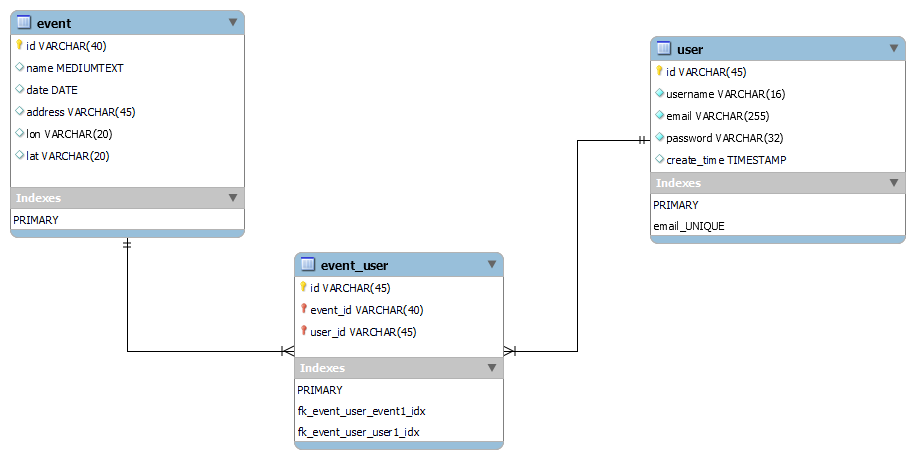 event
id VARCHAR(40)
name MEDIUMTEXT
date DATE
address VARCHAR(45)
lon VARCHAR(20)
lat VARCHAR(20)
Indexes
PRIMARY
user
id VARCHAR(45)
username VARCHAR(16)
email VARCHAR(255)
password VARCHAR(32)
create_time TIMESTAMP
Indexes
PRIMARY
email_UNIQUE
event_user
id VARCHAR(45)
event_id VARCHAR(40)
user_id VARCHAR(45)
Indexes
PRIMARY
fk_event_user_event1_idx
fk_event_user_user1_idx